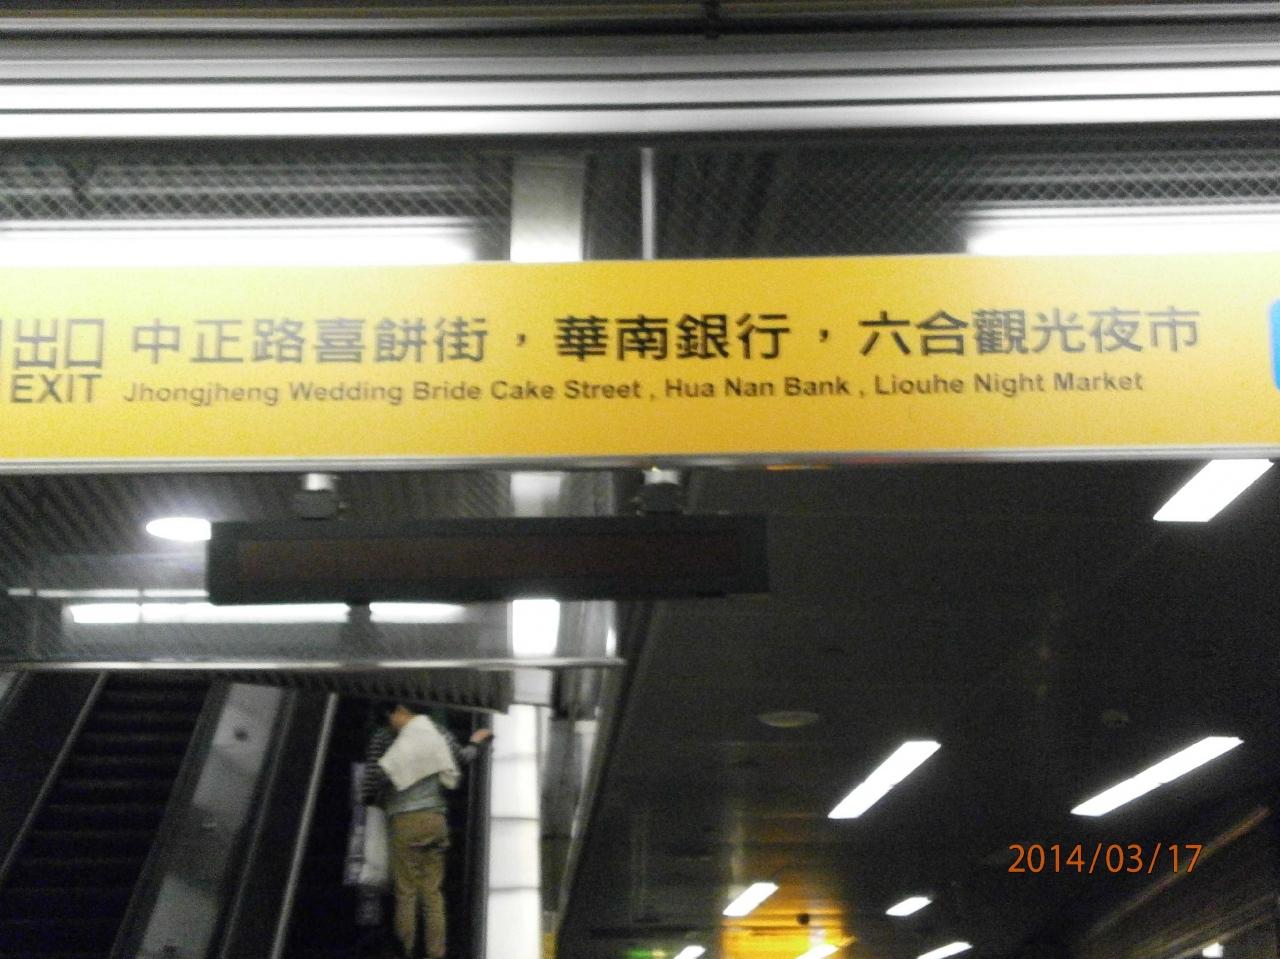 出口 中正路喜餅街，華南銀行，六合觀光夜市
EXIT Jhongjheng Wedding Bride Cake Street , Hua Nan Bank , Liouhe Night Market
2014/03/17